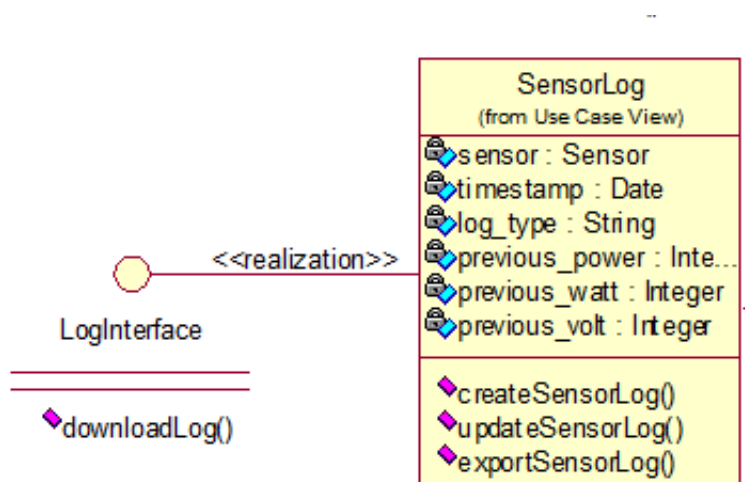 SensorLog
(from Use Case View)
sensor : Sensor
timestamp : Date
log_type : String
previous_power : Inte...
previous_watt : Integer
previous_volt : Integer
<<realization>>
LogInterface
downloadLog()
createSensorLog()
updateSensorLog()
exportSensorLog()